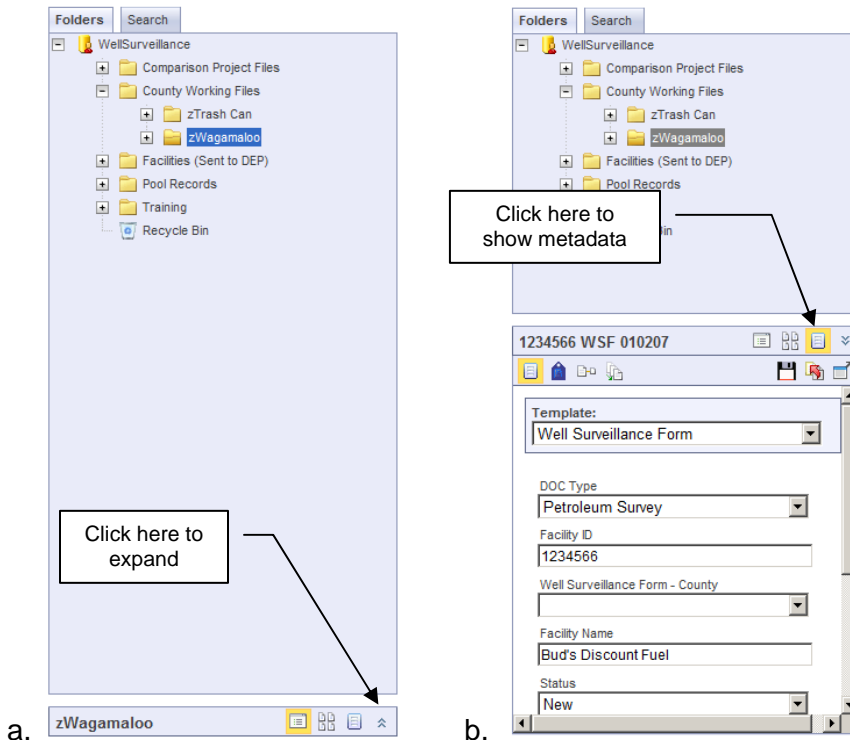 Folders Search
WellSurveillance
Comparison Project Files
County Working Files
zTrash Can
zWagamaloo
Facilities (Sent to DEP)
Pool Records
Training
Recycle Bin
Click here to
expand
a.
zWagamaloo
Folders Search
WellSurveillance
Comparison Project Files
County Working Files
zTrash Can
zWagamaloo
Facilities (Sent to DEP)
Pool Records
Click here to
show metadata
1234566 WSF 010207
Template:
Well Surveillance Form
DOC Type
Petroleum Survey
Facility ID
1234566
Well Surveillance Form - County
Facility Name
Bud's Discount Fuel
Status
New
b.